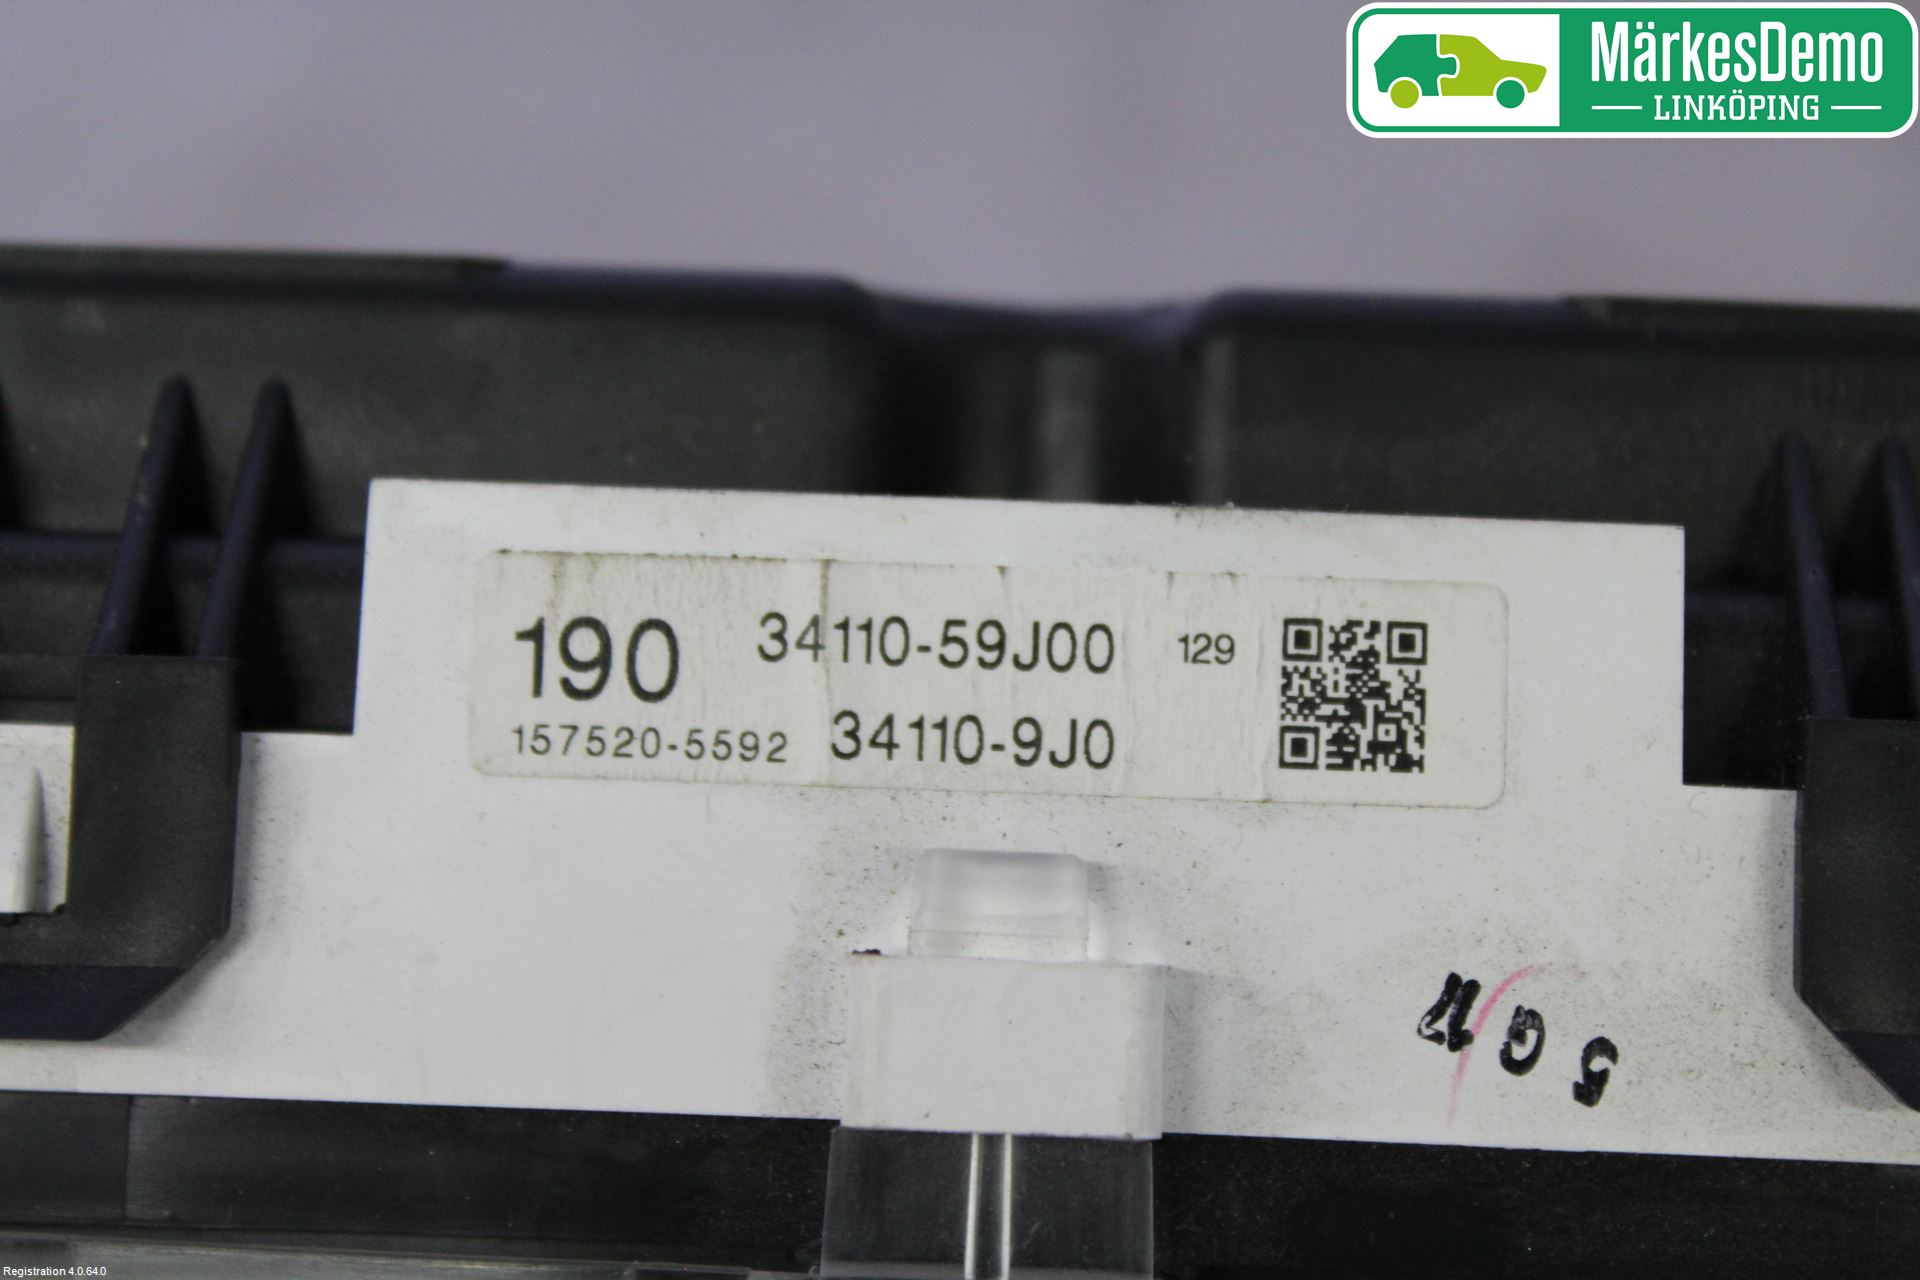 MärkesDemo
LINKÖPING
190 34110-59J00 129
157520-5592 34110-9J0
Registration 4.0.64.0